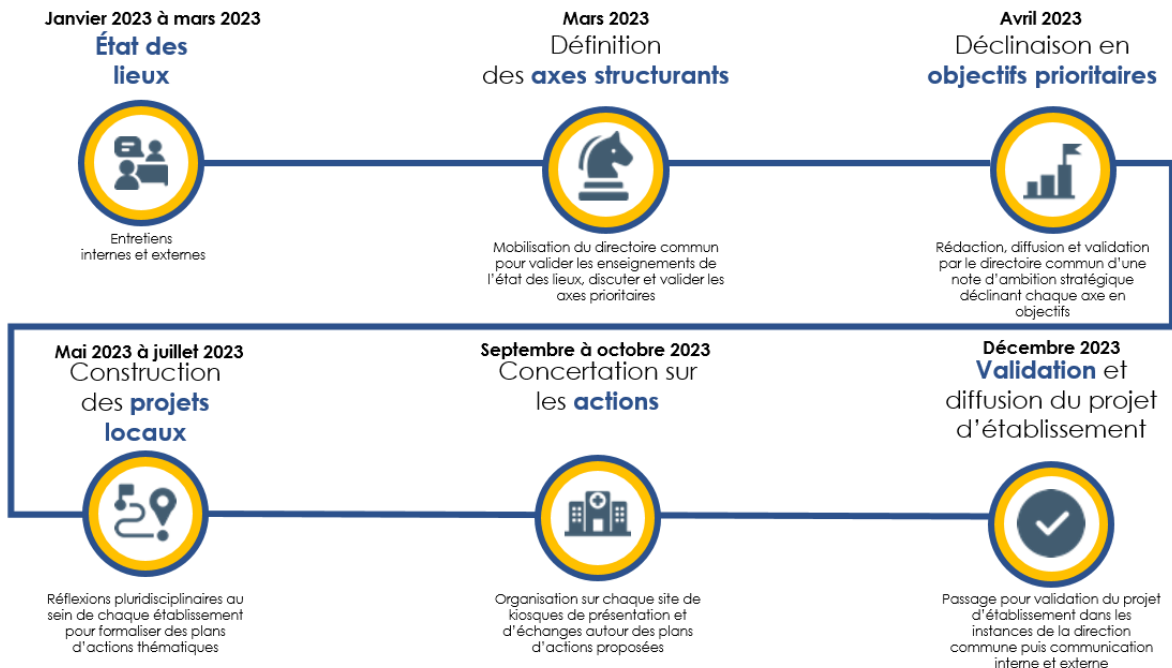 Janvier 2023 à mars 2023
État des
lieux
Entretiens
internes et externes
Mars 2023
Définition
des axes structurants
Mobilisation du directoire commun
pour valider les enseignements de
l'état des lieux, discuter et valider les
axes prioritaires
Avril 2023
Déclinaison en
objectifs prioritaires
Rédaction, diffusion et validation
par le directoire commun d'une
note d'ambition stratégique
déclinant chaque axe en
objectifs
Mai 2023 à juillet 2023
Construction
des projets
locaux
Réflexions pluridisciplinaires au
sein de chaque établissement
pour formaliser des plans
d'actions thématiques
Septembre à octobre 2023
Concertation sur
les actions
Organisation sur chaque site de
kiosques de présentation et
d'échanges autour des plans
d'actions proposées
Décembre 2023
Validation et
diffusion du projet
d'établissement
Passage pour validation du projet
d'établissement dans les
instances de la direction
commune puis communication
interne et externe